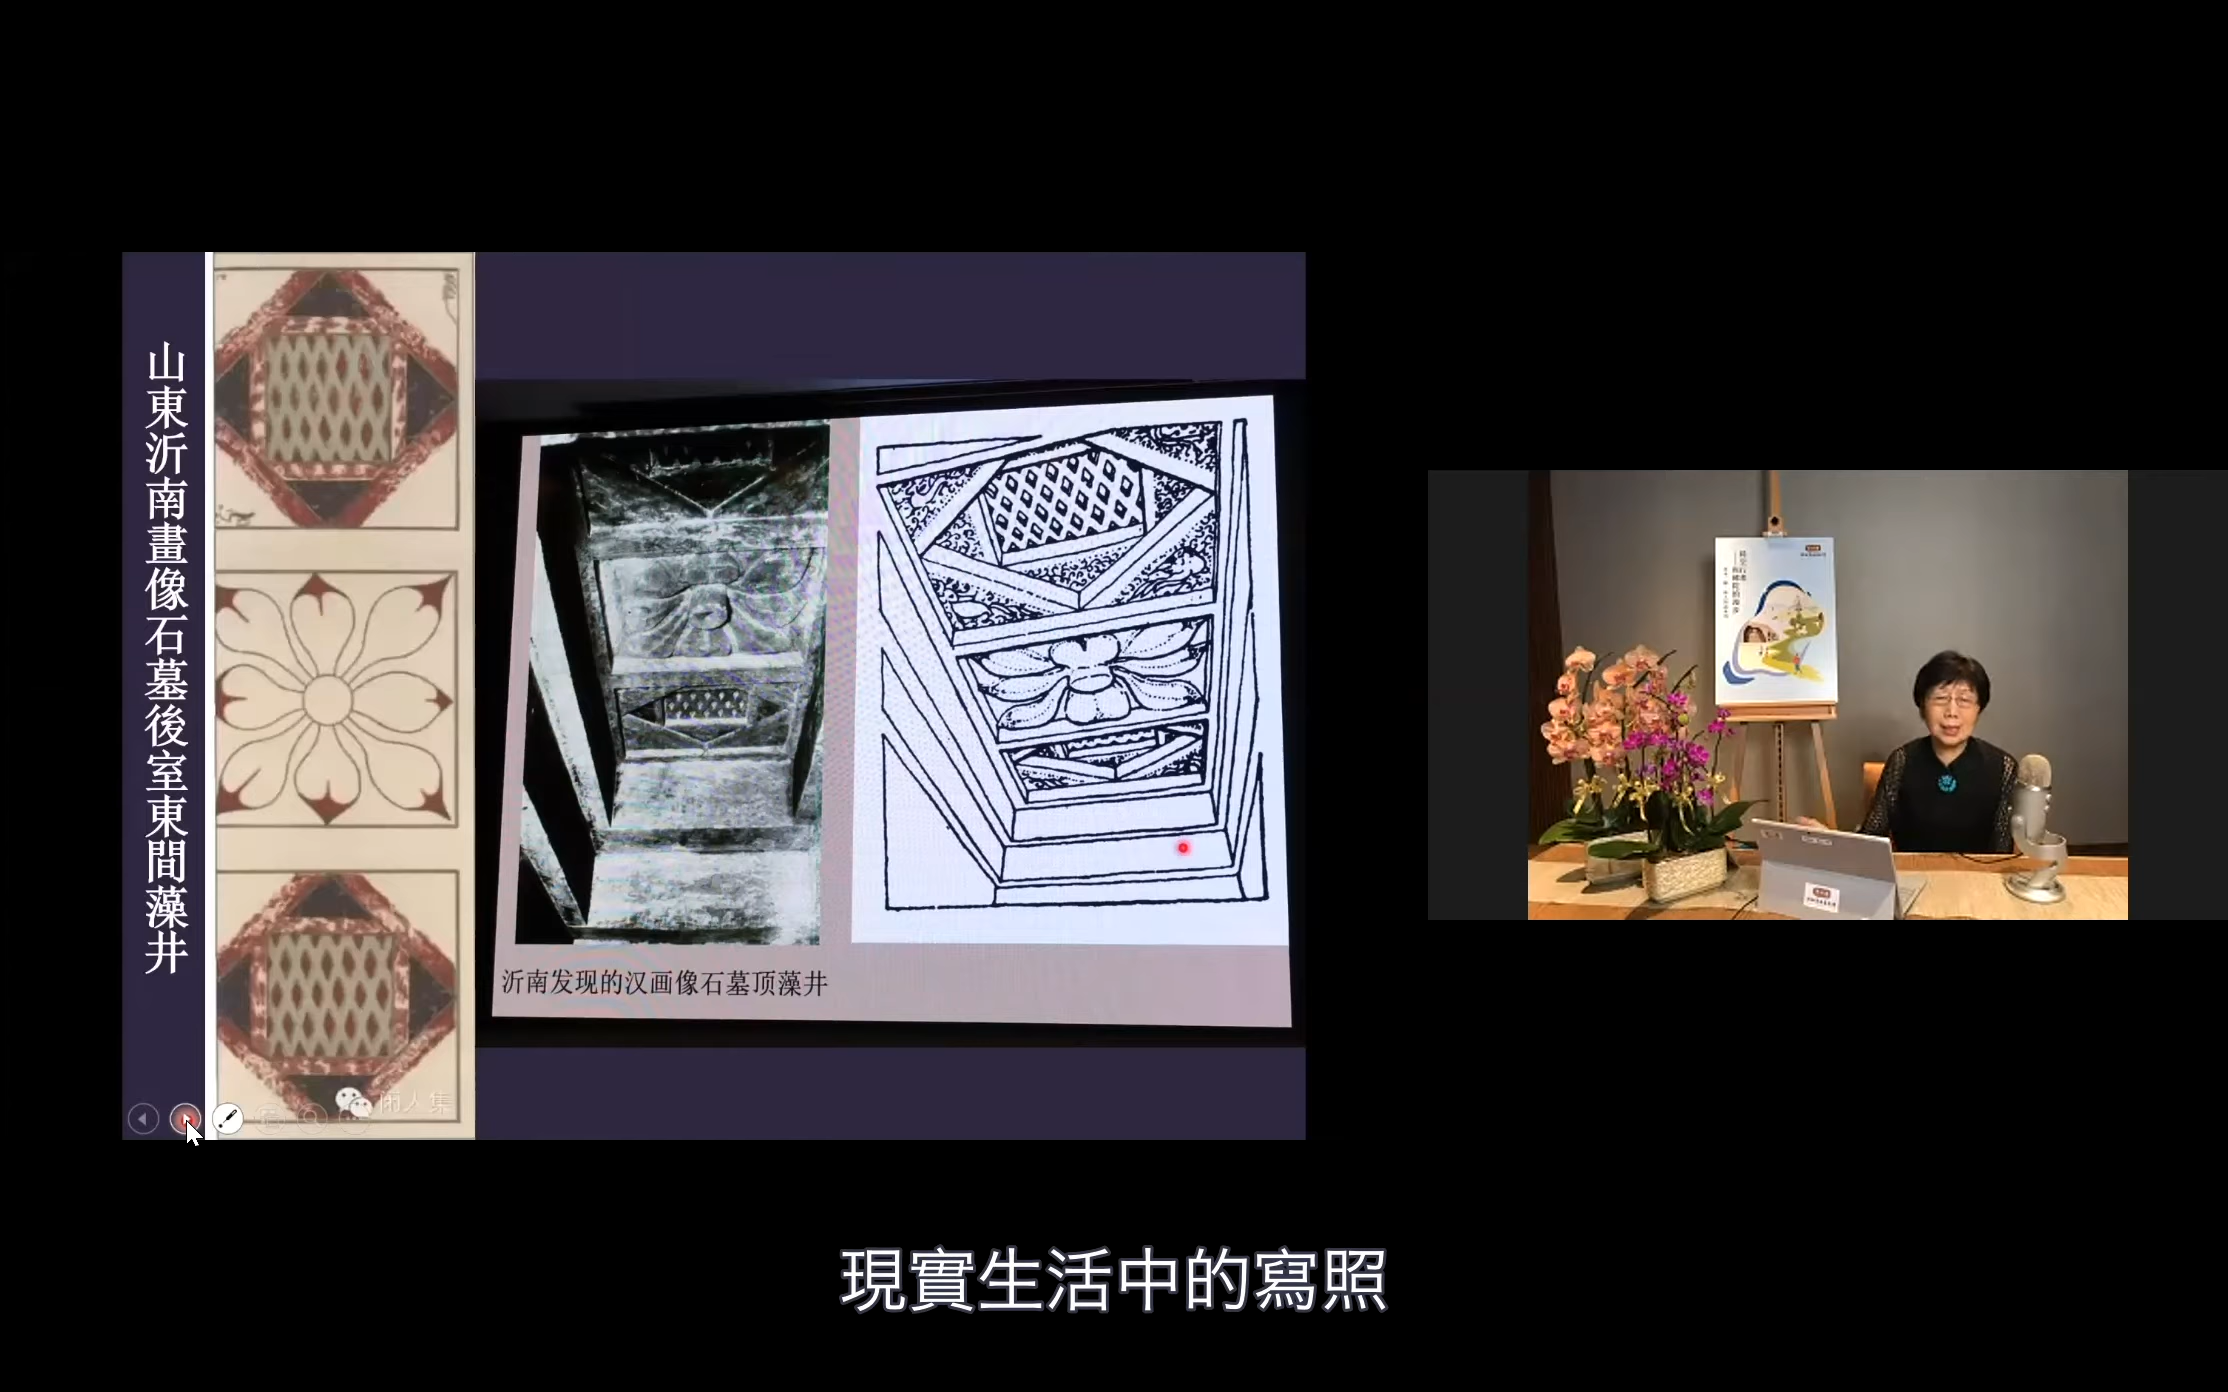 山東沂南畫像石墓後室東間藻井
沂南发现的汉画像石墓顶藻井
現實生活中的寫照